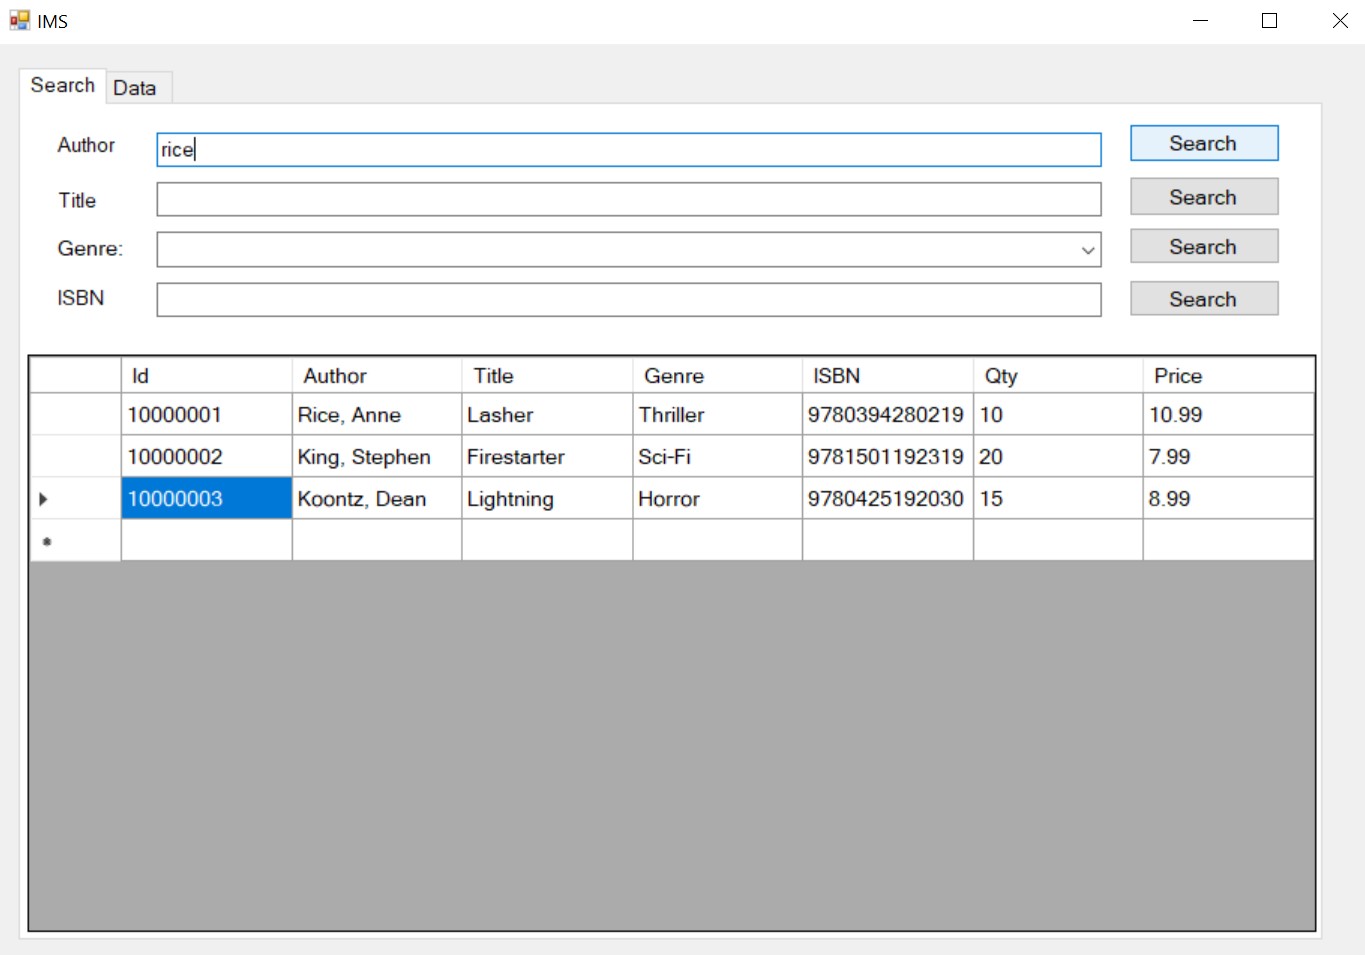 IMS
Search Data
Author rice Search
Title Search
Genre: Search
ISBN Search
Id Author Title Genre ISBN Qty Price
10000001 Rice, Anne Lasher Thriller 9780394280219 10 10.99
10000002 King, Stephen Firestarter Sci-Fi 9781501192319 20 7.99
10000003 Koontz, Dean Lightning Horror 9780425192030 15 8.99
*